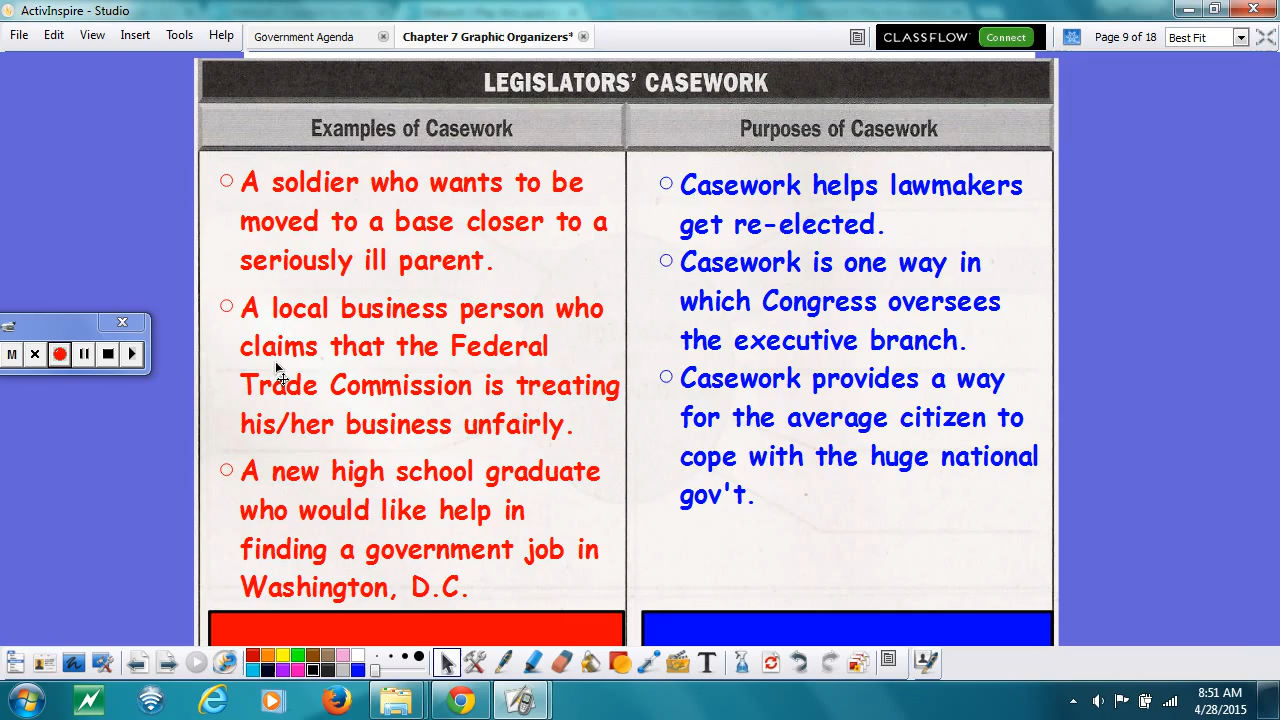 ActivInspire - Studio
File Edit View Insert Tools Help
Government Agenda
Chapter 7 Graphic Organizers*
CLASSFLOW Connect
Page 9 of 18
Best Fit
LEGISLATORS' CASEWORK
Examples of Casework
A soldier who wants to be
moved to a base closer to a
seriously ill parent.
A local business person who
claims that the Federal
Trade Commission is treating
his/her business unfairly.
A new high school graduate
who would like help in
finding a government job in
Washington, D.C.
Purposes of Casework
Casework helps lawmakers
get re-elected.
Casework is one way in
which Congress oversees
the executive branch.
Casework provides a way
for the average citizen to
cope with the huge national
gov't.
M
T
8:51 AM
4/28/2015